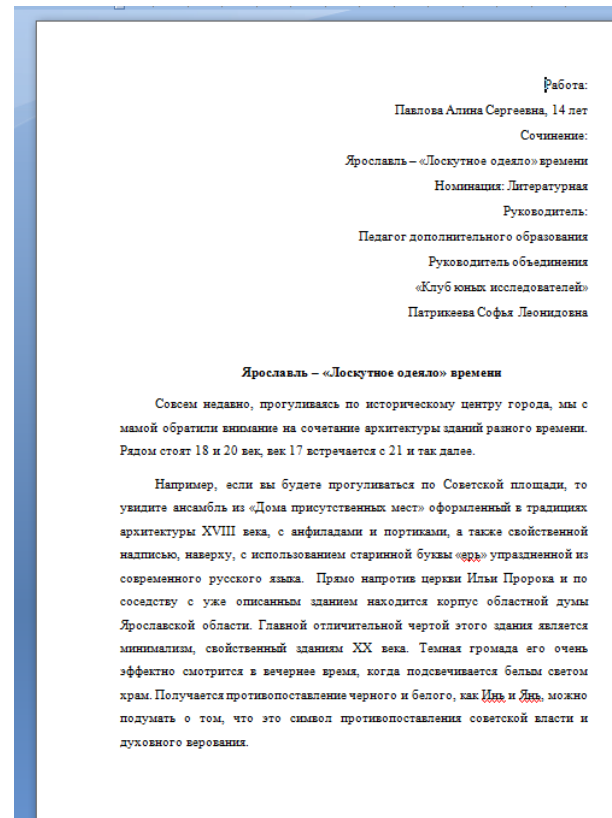 Работа:
Павлова Алина Сергеевна, 14 лет
Сочинение:
Ярославль – «Лоскутное одеяло» времени
Номинация: Литературная
Руководитель:
Педагог дополнительного образования
Руководитель объединения
«Клуб юных исследователей»
Патрикеева Софья Леонидовна
Ярославль – «Лоскутное одеяло» времени
Совсем недавно, прогуливаясь по историческому центру города, мы с
мамой обратили внимание на сочетание архитектуры зданий разного времени.
Рядом стоят 18 и 20 век, век 17 встречается с 21 и так далее.
Например, если вы будете прогуливаться по Советской площади, то
увидите ансамбль из «Дома присутственных мест» оформленный в традициях
архитектуры XVIII века, с анфиладами и портиками, а также свойственной
надписью, наверху, с использованием старинной буквы «ерь» упраздненной из
современного русского языка. Прямо напротив церкви Ильи Пророка и по
соседству с уже описанным зданием находится корпус областной думы
Ярославской области. Главной отличительной чертой этого здания является
минимализм, свойственный зданиям XX века. Темная громада его очень
эффектно смотрится в вечернее время, когда подсвечивается белым светом
храм. Получается противопоставление черного и белого, как Инь и Янь, можно
подумать о том, что это символ противопоставления советской власти и
духовного верования.